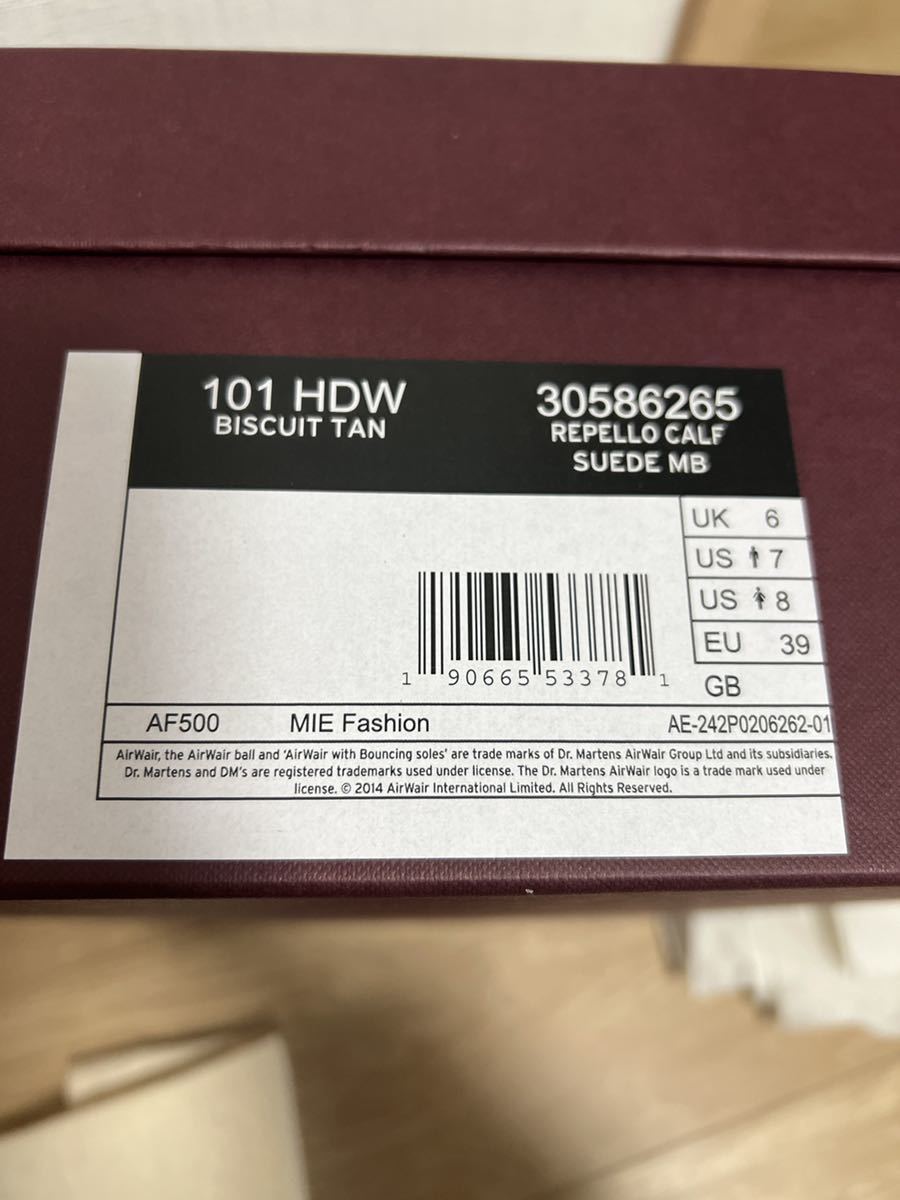 101 HDW
BISCUIT TAN
30586265
REPELLO CALF
SUEDE MB
UK 6
US 7
US 8
EU 39
GB
1 90665 53378 1
AF500 MIE Fashion AE-242P0206262-01
AirWair, the AirWair ball and 'AirWair with Bouncing soles' are trade marks of Dr. Martens AirWair Group Ltd and its subsidiaries.
Dr. Martens and DM's are registered trademarks used under license. The Dr. Martens AirWair logo is a trade mark used under
license. © 2014 AirWair International Limited. All Rights Reserved.